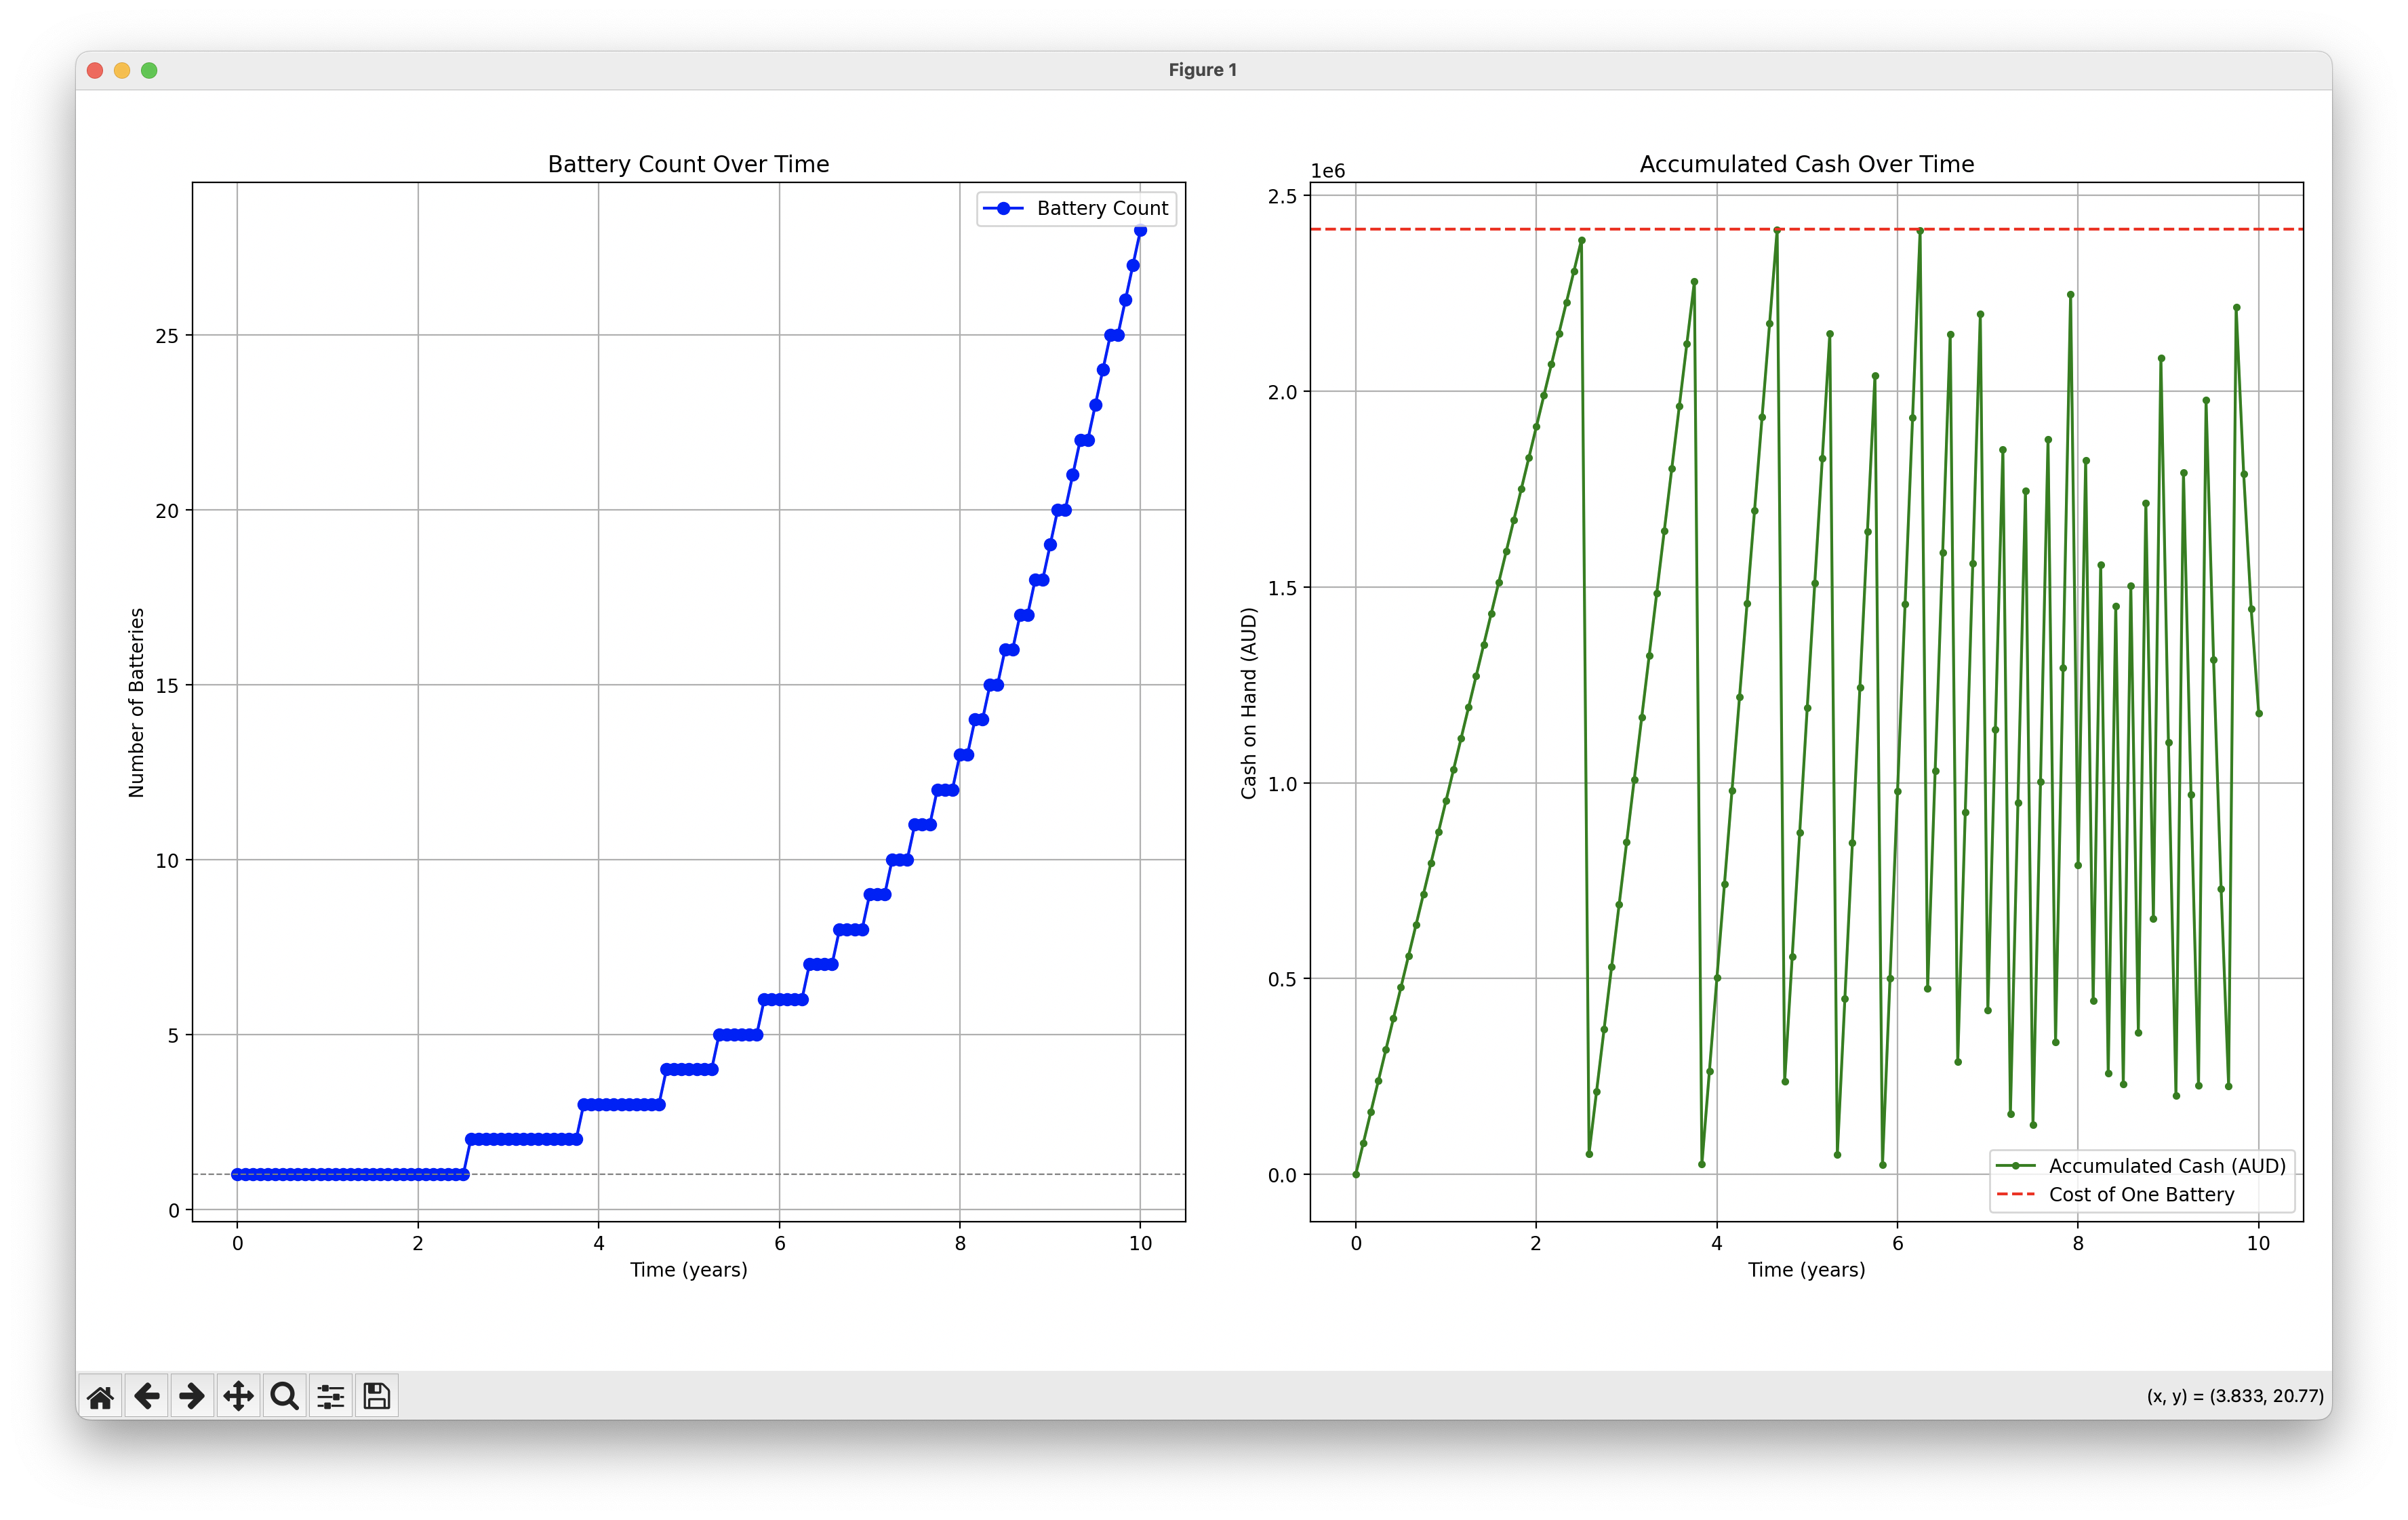 Figure 1
Battery Count Over Time
Battery Count
25
20
15
10
5
0
Number of Batteries
0 2 4 6 8 10
Time (years)
Accumulated Cash Over Time
1e6
2.5
2.0
1.5
1.0
0.5
0.0
Cash on Hand (AUD)
Accumulated Cash (AUD)
Cost of One Battery
0 2 4 6 8 10
Time (years)
(x, y) = (3.833, 20.77)